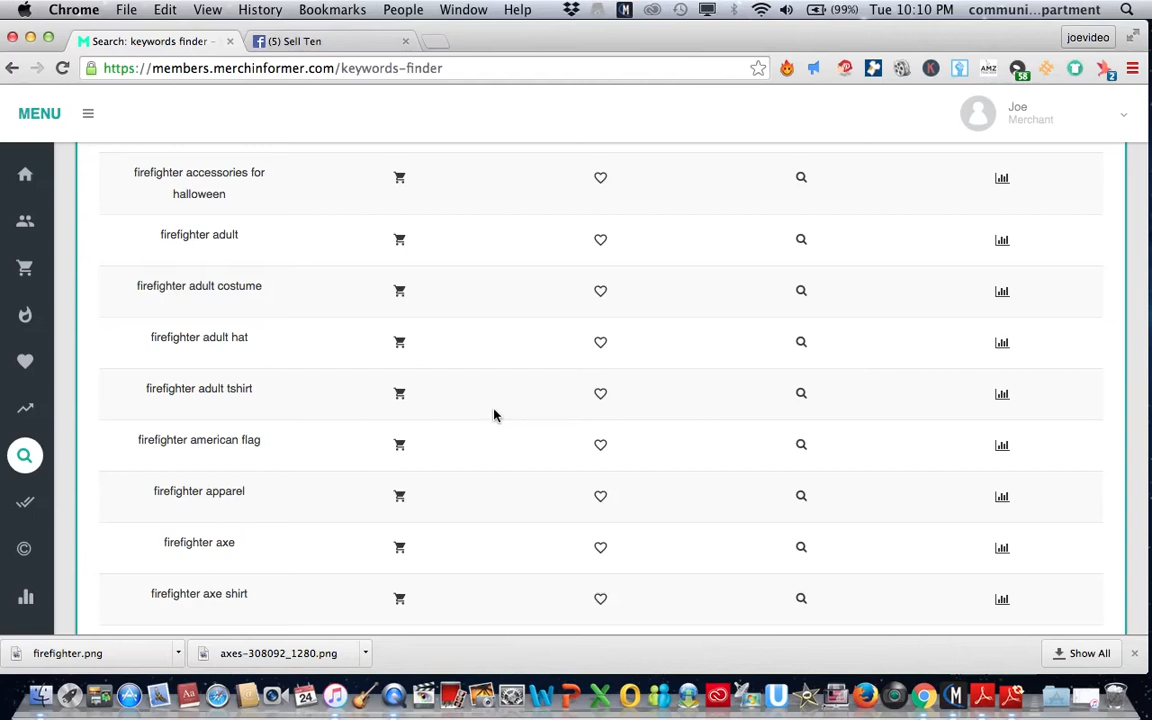 Chrome File Edit View History Bookmarks People Window Help (99%) Tue 10:10 PM communi...partment
Search: keywords finder - (5) Sell Ten joevideo
https://members.merchinformer.com/keywords-finder AMZ 58 2
MENU Joe
Merchant
firefighter accessories for
halloween
firefighter adult
firefighter adult costume
firefighter adult hat
firefighter adult tshirt
firefighter american flag
firefighter apparel
firefighter axe
firefighter axe shirt
firefighter.png axes-308092_1280.png Show All